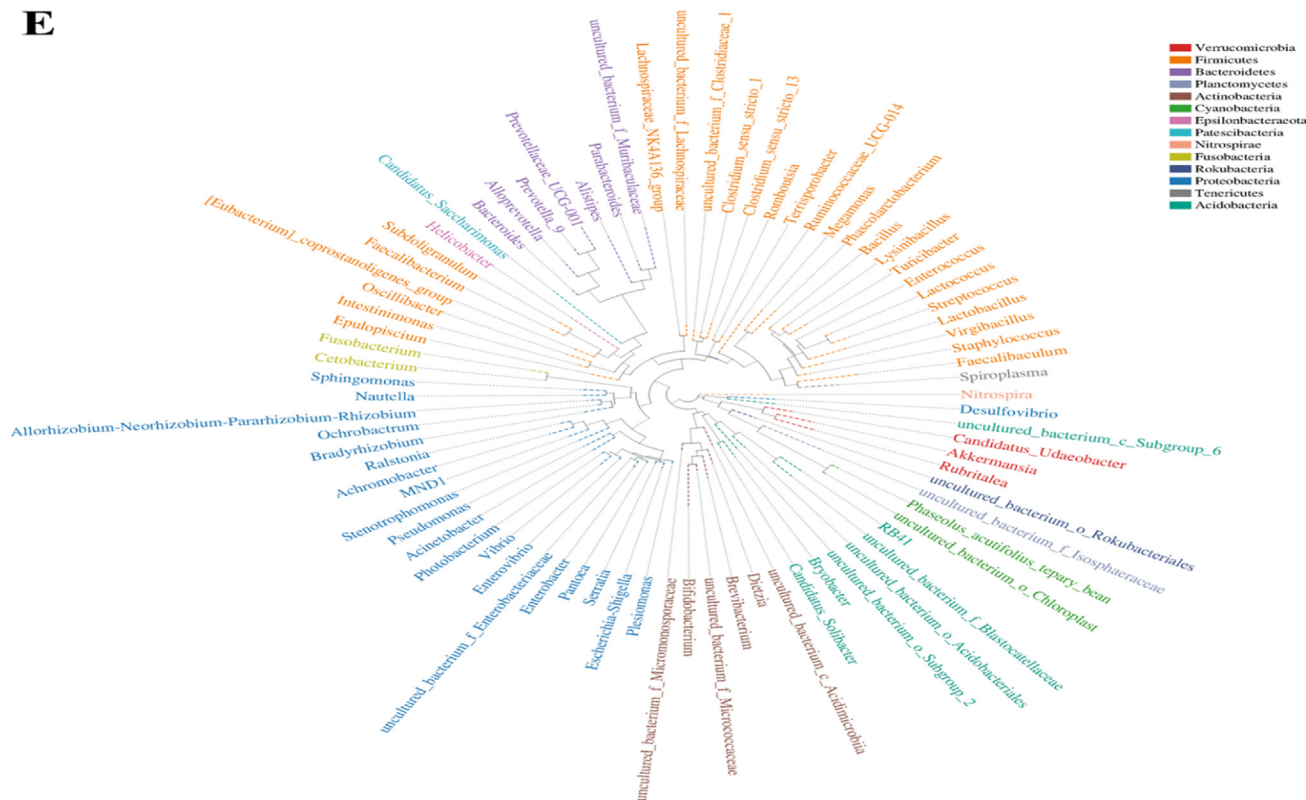 E
Verrucomicrobia
Firmicutes
Bacteroidetes
Planctomycetes
Actinobacteria
Cyanobacteria
Epsilonbacteraeota
Patescibacteria
Nitrospirae
Fusobacteria
Rokubacteria
Proteobacteria
Tenericutes
Acidobacteria
uncultured_bacterium_f_Lachnospiraceae
uncultured_bacterium_f_Clostridiaceae_1
Clostridium_sensu_stricto_1
Clostridium_sensu_stricto_13
Romboutsia
Terrisporobacter
Ruminococcaceae_UCG-014
Megamonas
Phascolarctobacterium
Bacillus
Lysinibacillus
Turicibacter
Enterococcus
Lactococcus
Streptococcus
Lactobacillus
Virgibacillus
Staphylococcus
Faecalibaculum
Spiroplasma
Nitrospira
Desulfovibrio
uncultured_bacterium_c_Subgroup_6
Candidatus_Udaeobacter
Akkermansia
Rubritalea
uncultured_bacterium_o_Rokubacteriales
uncultured_bacterium_f_Isosphaeraceae
Phaseolus_acutifolius_tepary_bean
uncultured_bacterium_o_Chloroplast
RB41
uncultured_bacterium_f_Blastocatellaceae
uncultured_bacterium_o_Acidobacteriales
uncultured_bacterium_o_Subgroup_2
Bryobacter
Candidatus_Solibacter
uncultured_bacterium_c_Acidimicrobiia
Dietzia
Brevibacterium
uncultured_bacterium_f_Micrococcaceae
Bifidobacterium
uncultured_bacterium_f_Micromonosporaceae
Plesiomonas
Escherichia-Shigella
Serratia
Pantoea
Enterobacter
uncultured_bacterium_f_Enterobacteriaceae
Enterovibrio
Vibrio
Photobacterium
Acinetobacter
Pseudomonas
Stenotrophomonas
MND1
Achromobacter
Ralstonia
Bradyrhizobium
Ochrobactrum
Allorhizobium-Neorhizobium-Pararhizobium-Rhizobium
Nautella
Sphingomonas
Cetobacterium
Fusobacterium
Epulopiscium
Intestinimonas
Oscillibacter
[Eubacterium]_coprostanoligenes_group
Faecalibacterium
Subdoligranulum
Helicobacter
Candidatus_Saccharimonas
Bacteroides
Alloprevotella
Prevotella_9
Prevotellaceae_UCG-001
Alistipes
Parabacteroides
uncultured_bacterium_f_Muribaculaceae
Lachnospiraceae_NK4A136_group